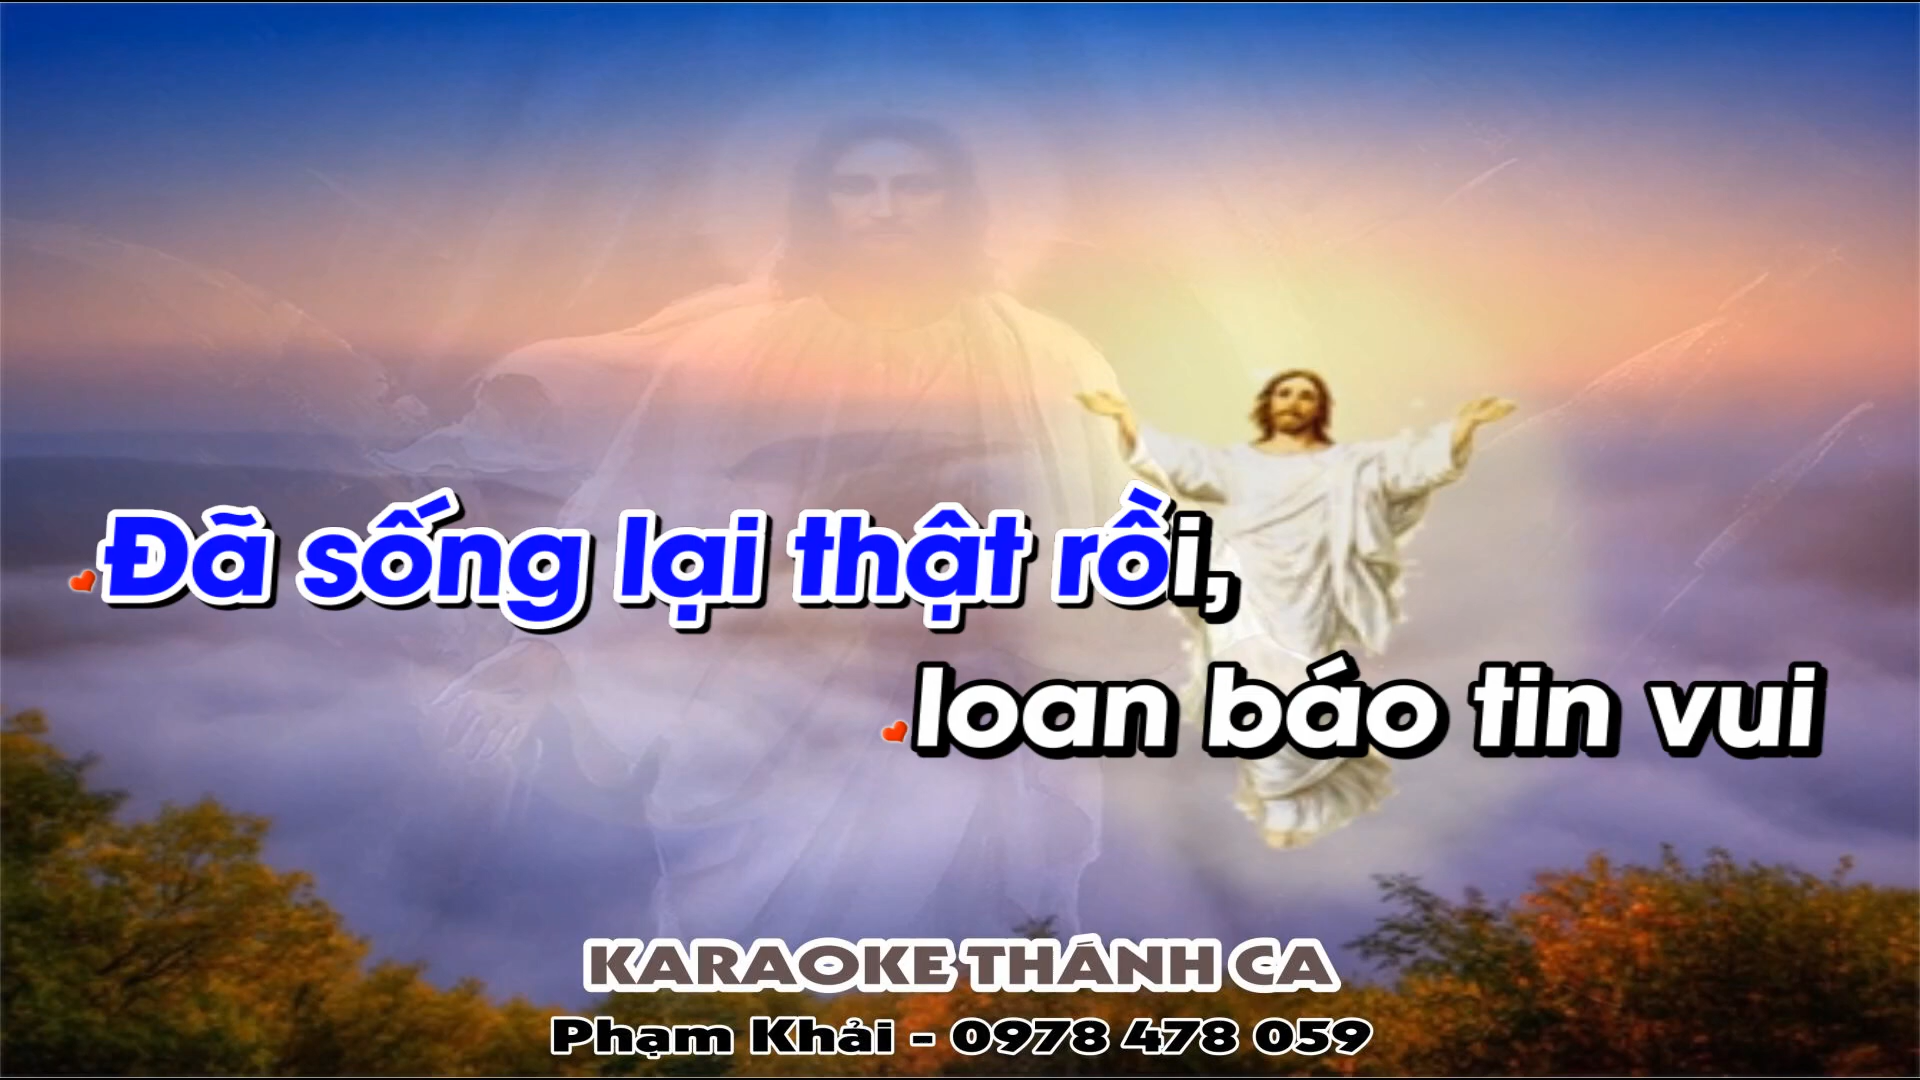 Đã sống lại thật rồi,
loan báo tin vui
KARAOKE THÁNH CA
Phạm Khải - 0978 478 059